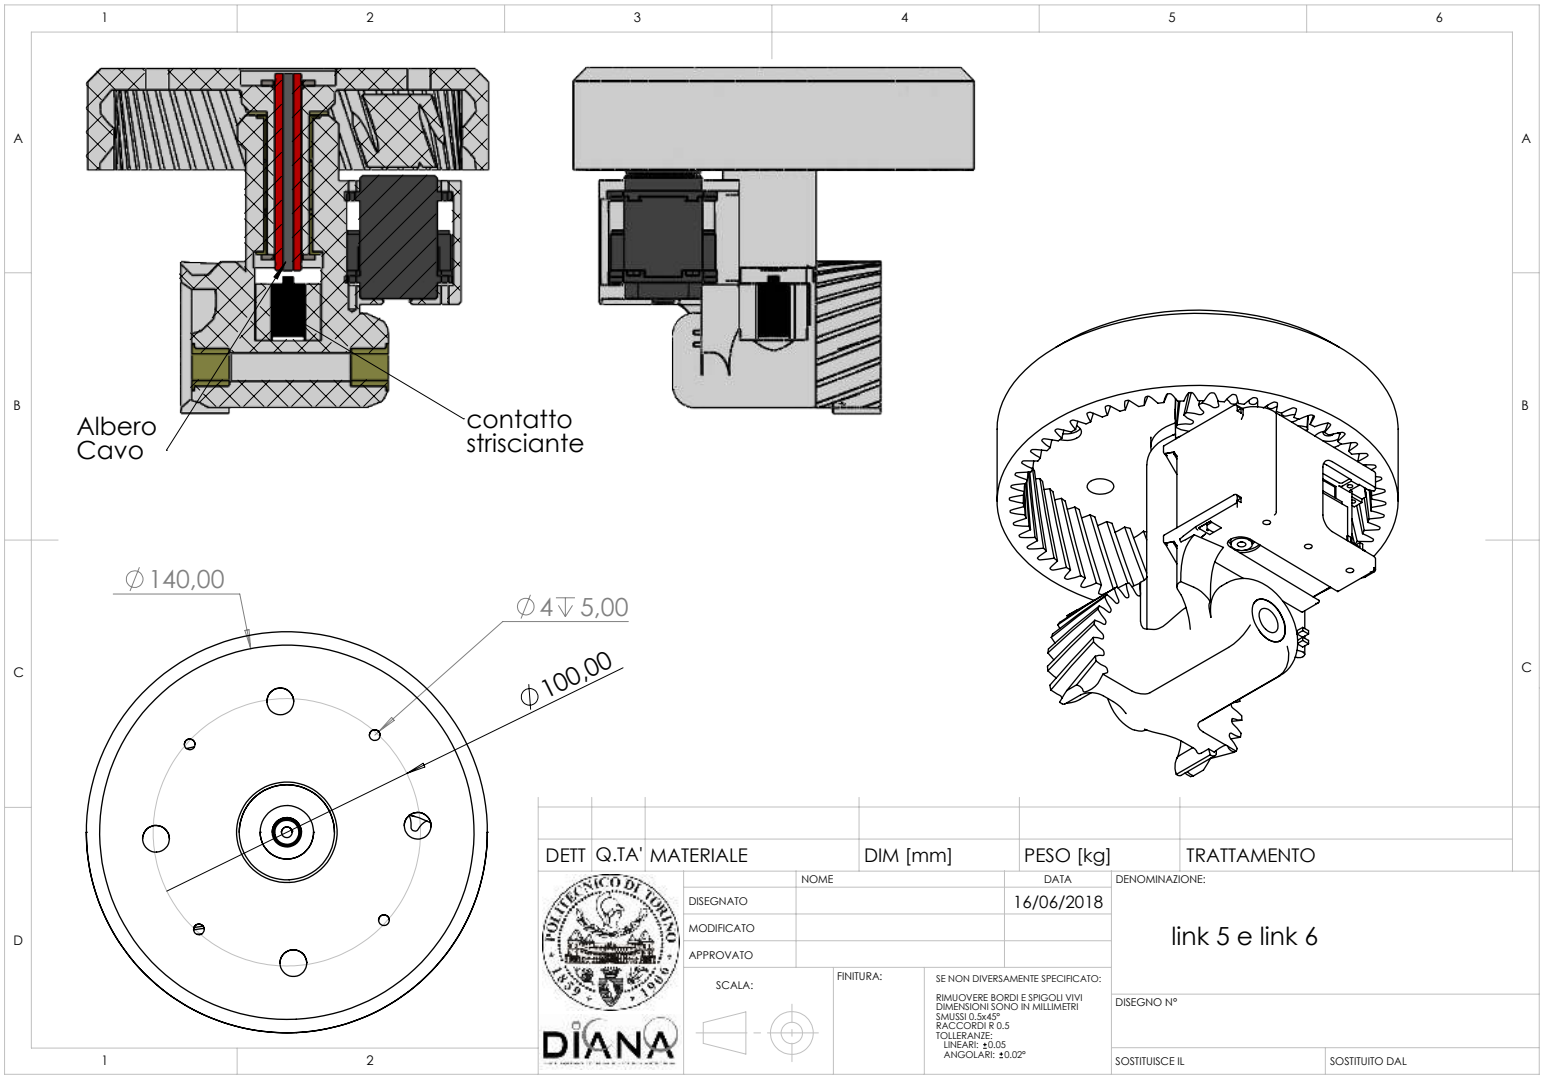 1 2 3 4 5 6
A A
B B
C C
D
1 2
Albero
Cavo
contatto
strisciante
∅ 140,00
∅ 4 ↧ 5,00
∅ 100,00
DETT Q.TA' MATERIALE DIM [mm] PESO [kg] TRATTAMENTO
POLITECNICO DI TORINO
1859 1906
DIANA
NOME DATA
DISEGNATO 16/06/2018
MODIFICATO
APPROVATO
SCALA:
FINITURA:
SE NON DIVERSAMENTE SPECIFICATO:
RIMUOVERE BORDI E SPIGOLI VIVI
DIMENSIONI SONO IN MILLIMETRI
SMUSSI 0.5x45°
RACCORDI R 0.5
TOLLERANZE:
LINEARI: ±0.05
ANGOLARI: ±0.02°
DENOMINAZIONE:
link 5 e link 6
DISEGNO N°
SOSTITUISCE IL SOSTITUITO DAL